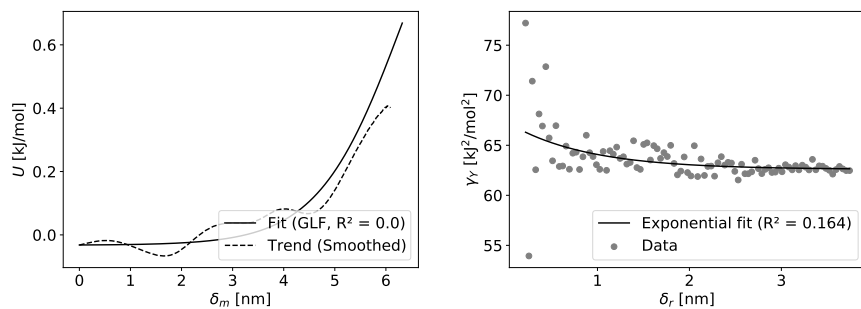 0.6
0.4
0.2
0.0
U [kJ/mol]
Fit (GLF, R² = 0.0)
Trend (Smoothed)
0 1 2 3 4 5 6
δₘ [nm]
75
70
65
60
55
γ_Y [kJ²/mol²]
Exponential fit (R² = 0.164)
Data
1 2 3
δᵣ [nm]